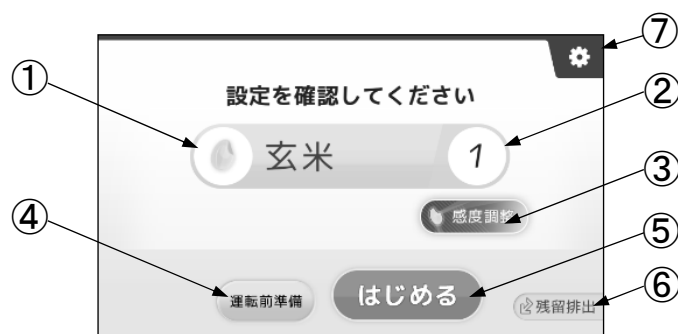 ⑦
①
設定を確認してください
②
玄米
1
③
感度調整
④
⑤
はじめる
運転前準備
⑥
残留排出